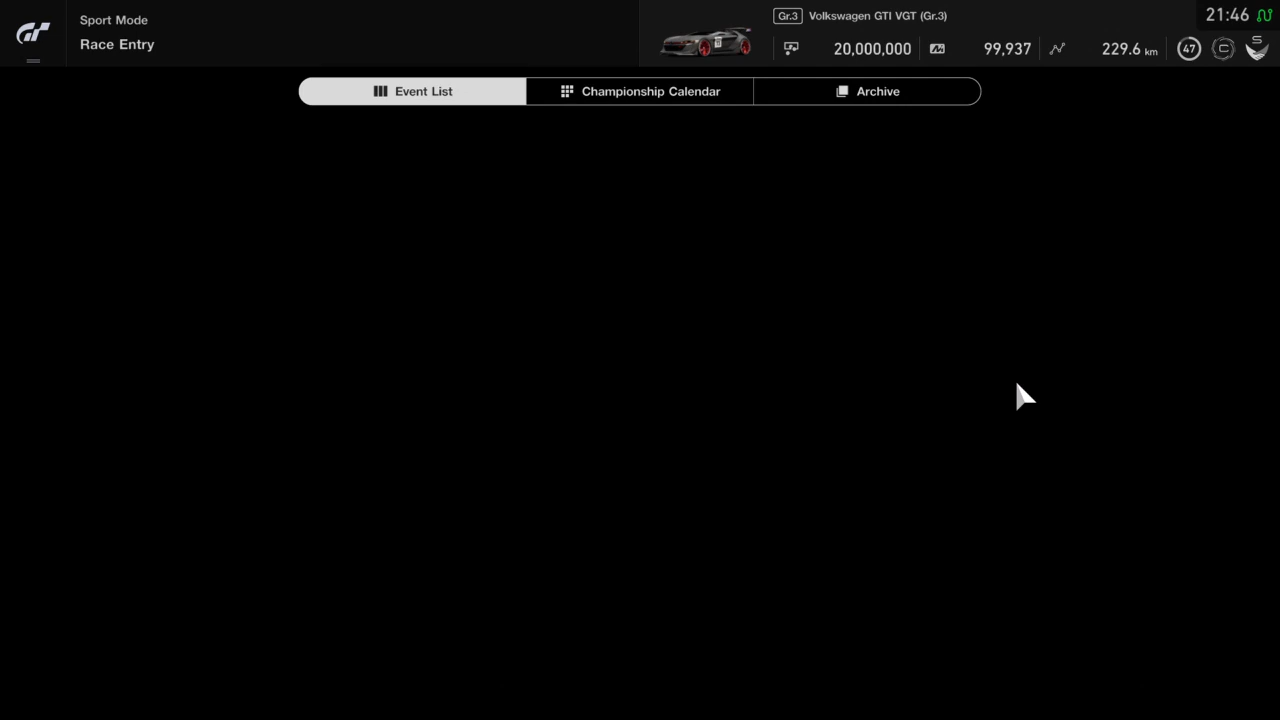 Sport Mode
Race Entry
Gr.3 Volkswagen GTI VGT (Gr.3)
21:46
20,000,000 99,937 229.6 km 47 C S
Event List Championship Calendar Archive